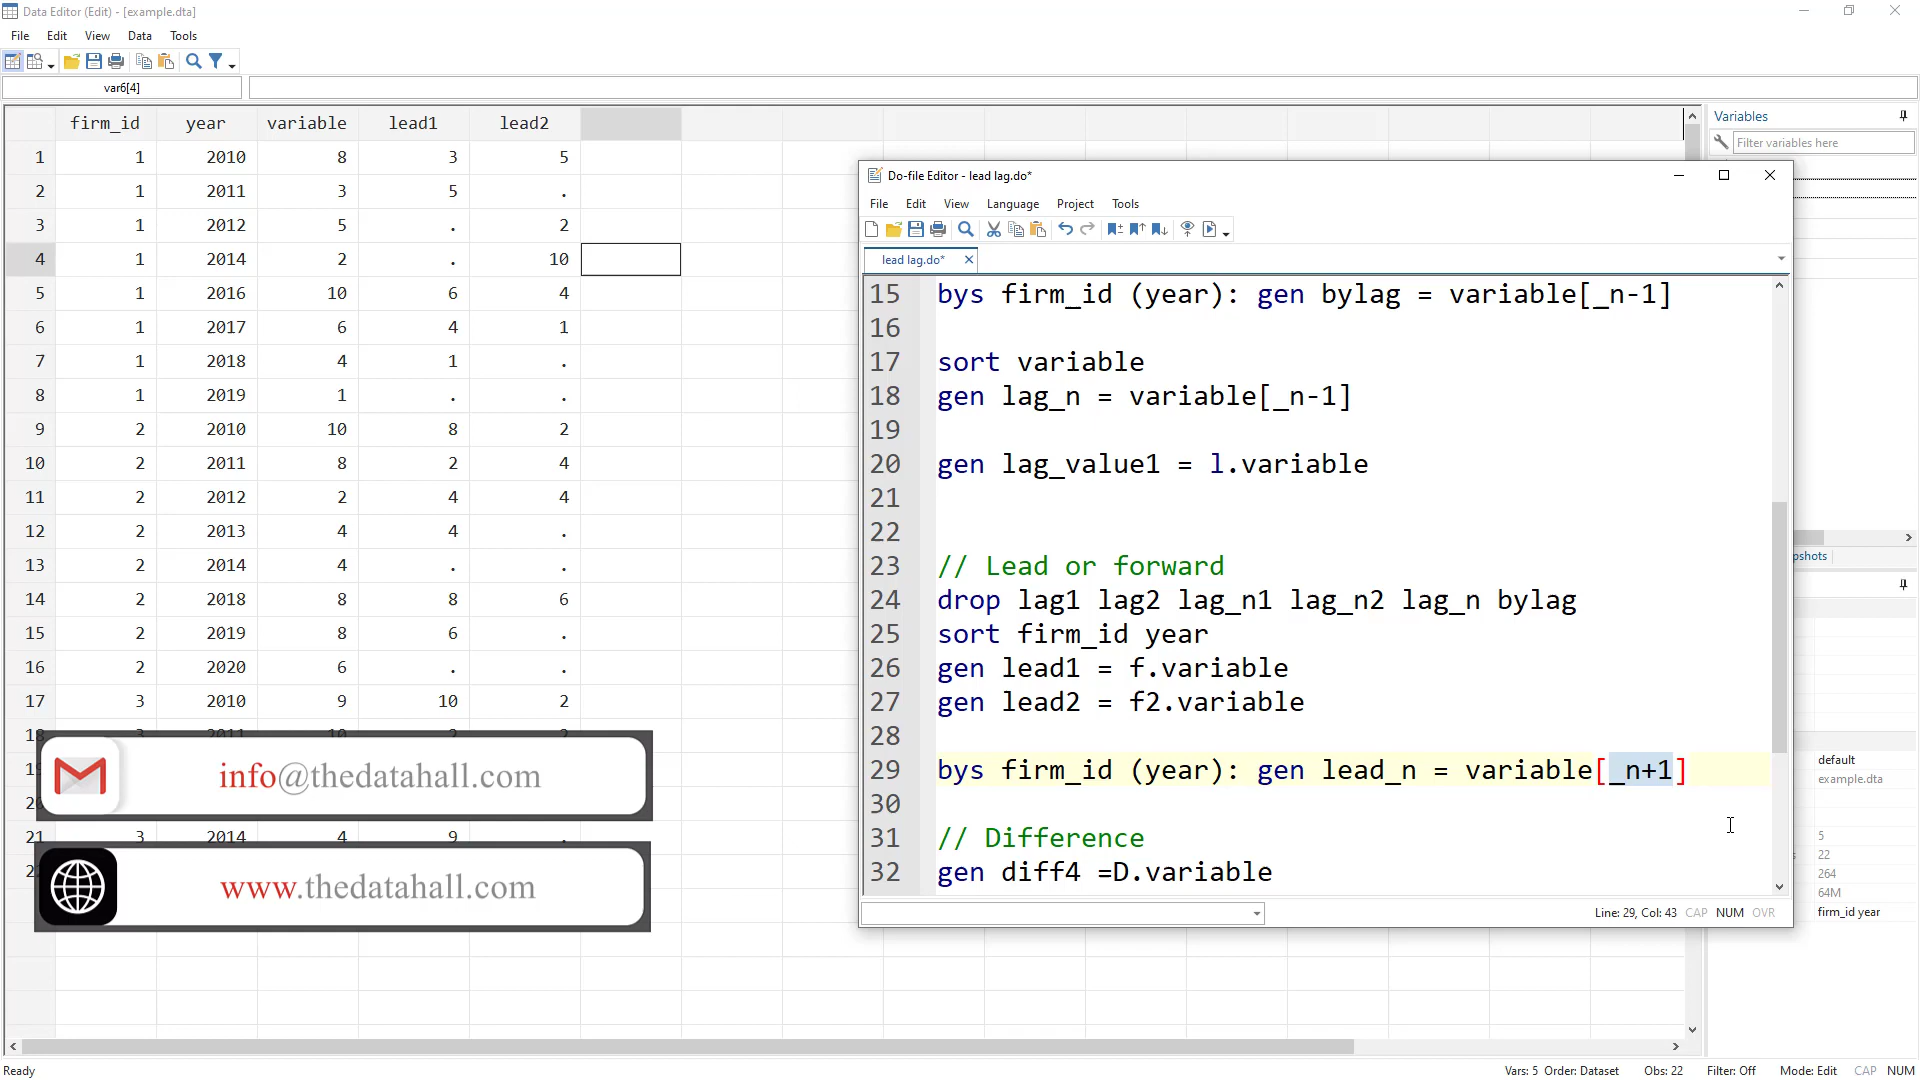 Data Editor (Edit) - [example.dta]
File Edit View Data Tools
var6[4]
firm_id year variable lead1 lead2
1 1 2010 8 3 5
2 1 2011 3 5 .
3 1 2012 5 . 2
4 1 2014 2 . 10
5 1 2016 10 6 4
6 1 2017 6 4 1
7 1 2018 4 1 .
8 1 2019 1 . .
9 2 2010 10 8 2
10 2 2011 8 2 4
11 2 2012 2 4 4
12 2 2013 4 4 .
13 2 2014 4 . .
14 2 2018 8 8 6
15 2 2019 8 6 .
16 2 2020 6 . .
17 3 2010 9 10 2
18 3 2011 10 2 2
info@thedatahall.com
21 3 2014 4 9 .
www.thedatahall.com
Do-file Editor - lead lag.do*
File Edit View Language Project Tools
lead lag.do*
15 bys firm_id (year): gen bylag = variable[_n-1]
16
17 sort variable
18 gen lag_n = variable[_n-1]
19
20 gen lag_value1 = l.variable
21
22
23 // Lead or forward
24 drop lag1 lag2 lag_n1 lag_n2 lag_n bylag
25 sort firm_id year
26 gen lead1 = f.variable
27 gen lead2 = f2.variable
28
29 bys firm_id (year): gen lead_n = variable[_n+1]
30
31 // Difference
32 gen diff4 =D.variable
Line: 29, Col: 43 CAP NUM OVR
Variables
Filter variables here
pshots
default
example.dta
5
22
264
64M
firm_id year
Ready
Vars: 5 Order: Dataset Obs: 22 Filter: Off Mode: Edit CAP NUM